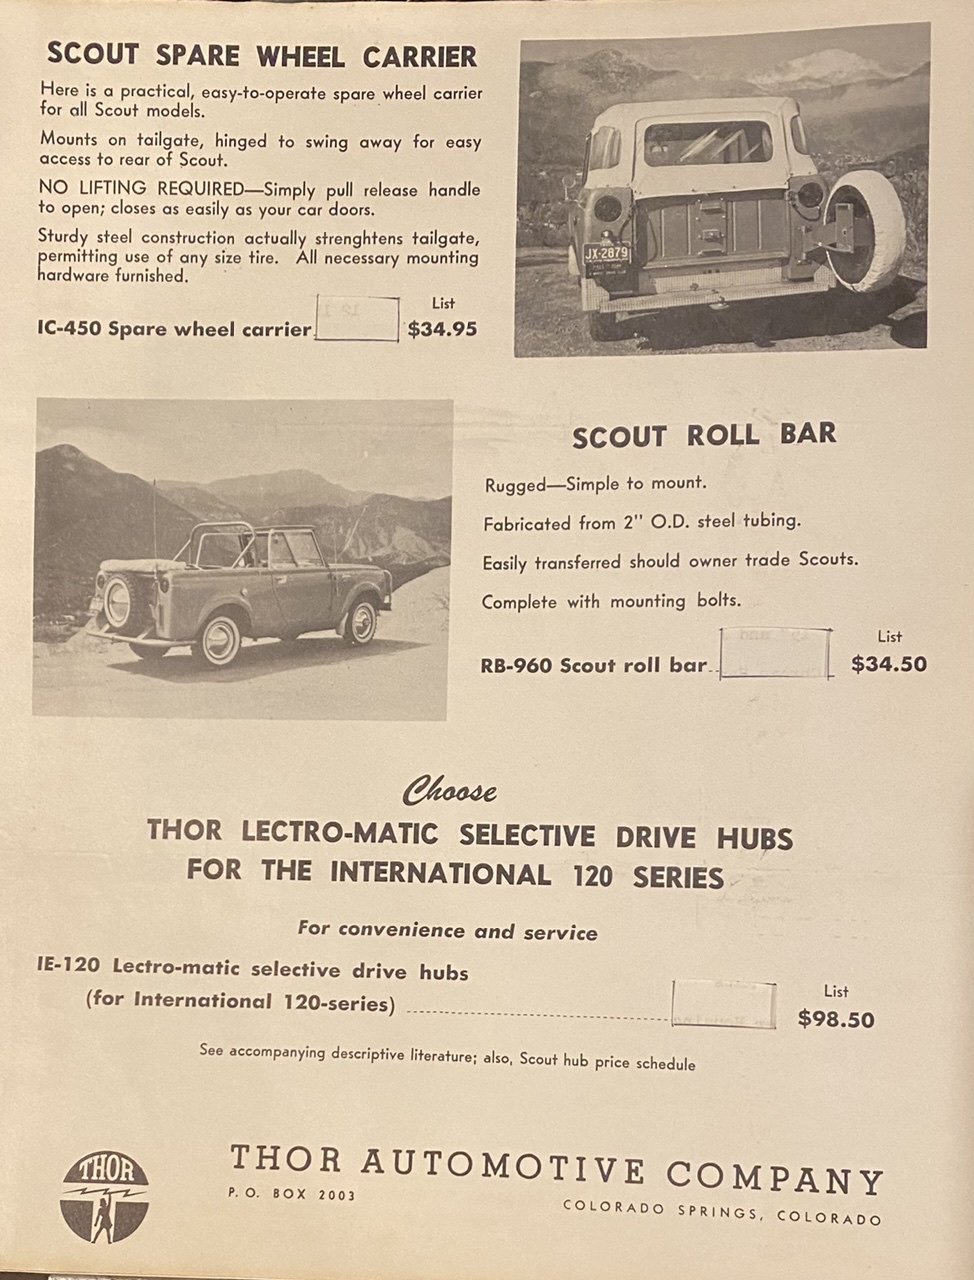 SCOUT SPARE WHEEL CARRIER
Here is a practical, easy-to-operate spare wheel carrier
for all Scout models.
Mounts on tailgate, hinged to swing away for easy
access to rear of Scout.
NO LIFTING REQUIRED—Simply pull release handle
to open; closes as easily as your car doors.
Sturdy steel construction actually strenghtens tailgate,
permitting use of any size tire. All necessary mounting
hardware furnished.
List
IC-450 Spare wheel carrier $34.95
JX-2879
SCOUT ROLL BAR
Rugged—Simple to mount.
Fabricated from 2" O.D. steel tubing.
Easily transferred should owner trade Scouts.
Complete with mounting bolts.
List
RB-960 Scout roll bar.. $34.50
Choose
THOR LECTRO-MATIC SELECTIVE DRIVE HUBS
FOR THE INTERNATIONAL 120 SERIES
For convenience and service
IE-120 Lectro-matic selective drive hubs
List
(for International 120-series) ........................................ $98.50
See accompanying descriptive literature; also, Scout hub price schedule
THOR
THOR AUTOMOTIVE COMPANY
P. O. BOX 2003
COLORADO SPRINGS, COLORADO